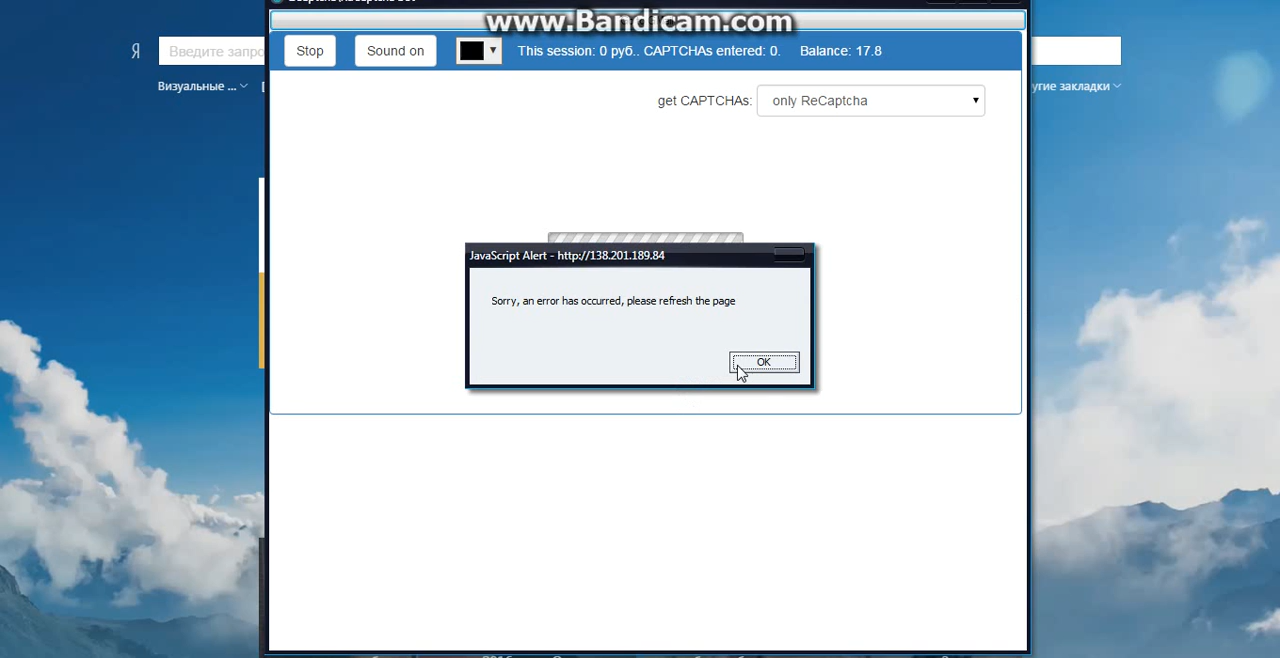 www.Bandicam.com
Я
Введите запро
Stop
Sound on
This session: 0 руб.. CAPTCHAs entered: 0.
Balance: 17.8
Визуальные ...
угие закладки
get CAPTCHAs:
only ReCaptcha
JavaScript Alert - http://138.201.189.84
Sorry, an error has occurred, please refresh the page
OK